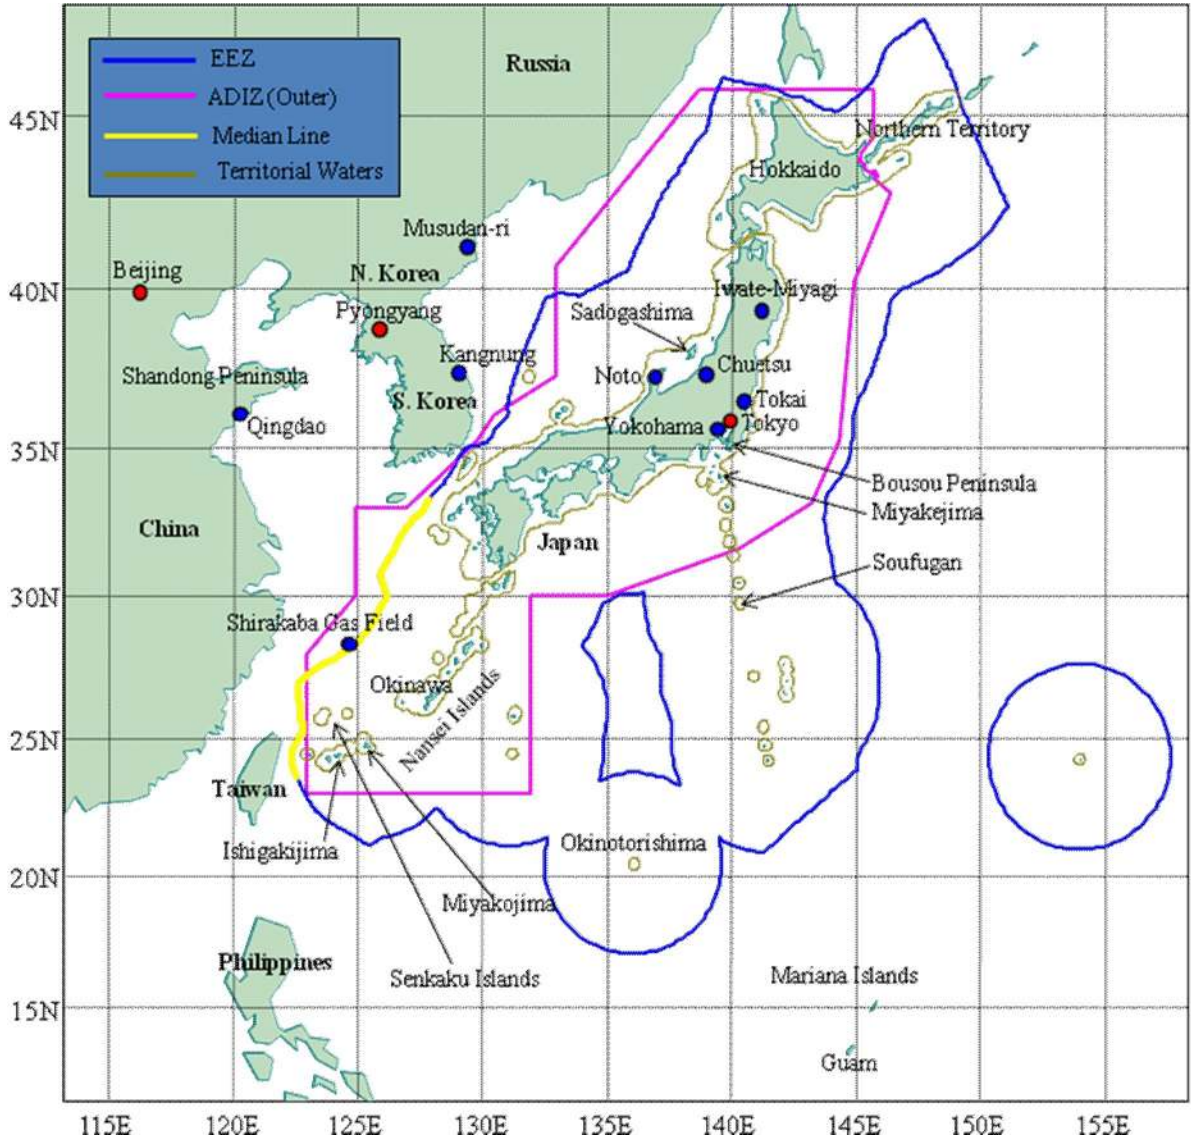 EEZ
ADIZ (Outer)
Median Line
Territorial Waters
Russia
45N
Northern Territory
Hokkaido
Musudan-ri
Beijing
N. Korea
40N
Iwate-Miyagi
Pyongyang
Sadogashima
Kangnung
Chuetsu
Shandong Peninsula
Noto
S. Korea
Tokai
Qingdao
Yokohama
Tokyo
35N
Bousou Peninsula
Miyakejima
China
Japan
Soufugan
30N
Shirakaba Gas Field
Okinawa
Nansei Islands
25N
Taiwan
Ishigakijima
Okinotorishima
20N
Miyakojima
Philippines
Senkaku Islands
Mariana Islands
15N
Guam
115E 120E 125E 130E 135E 140E 145E 150E 155E